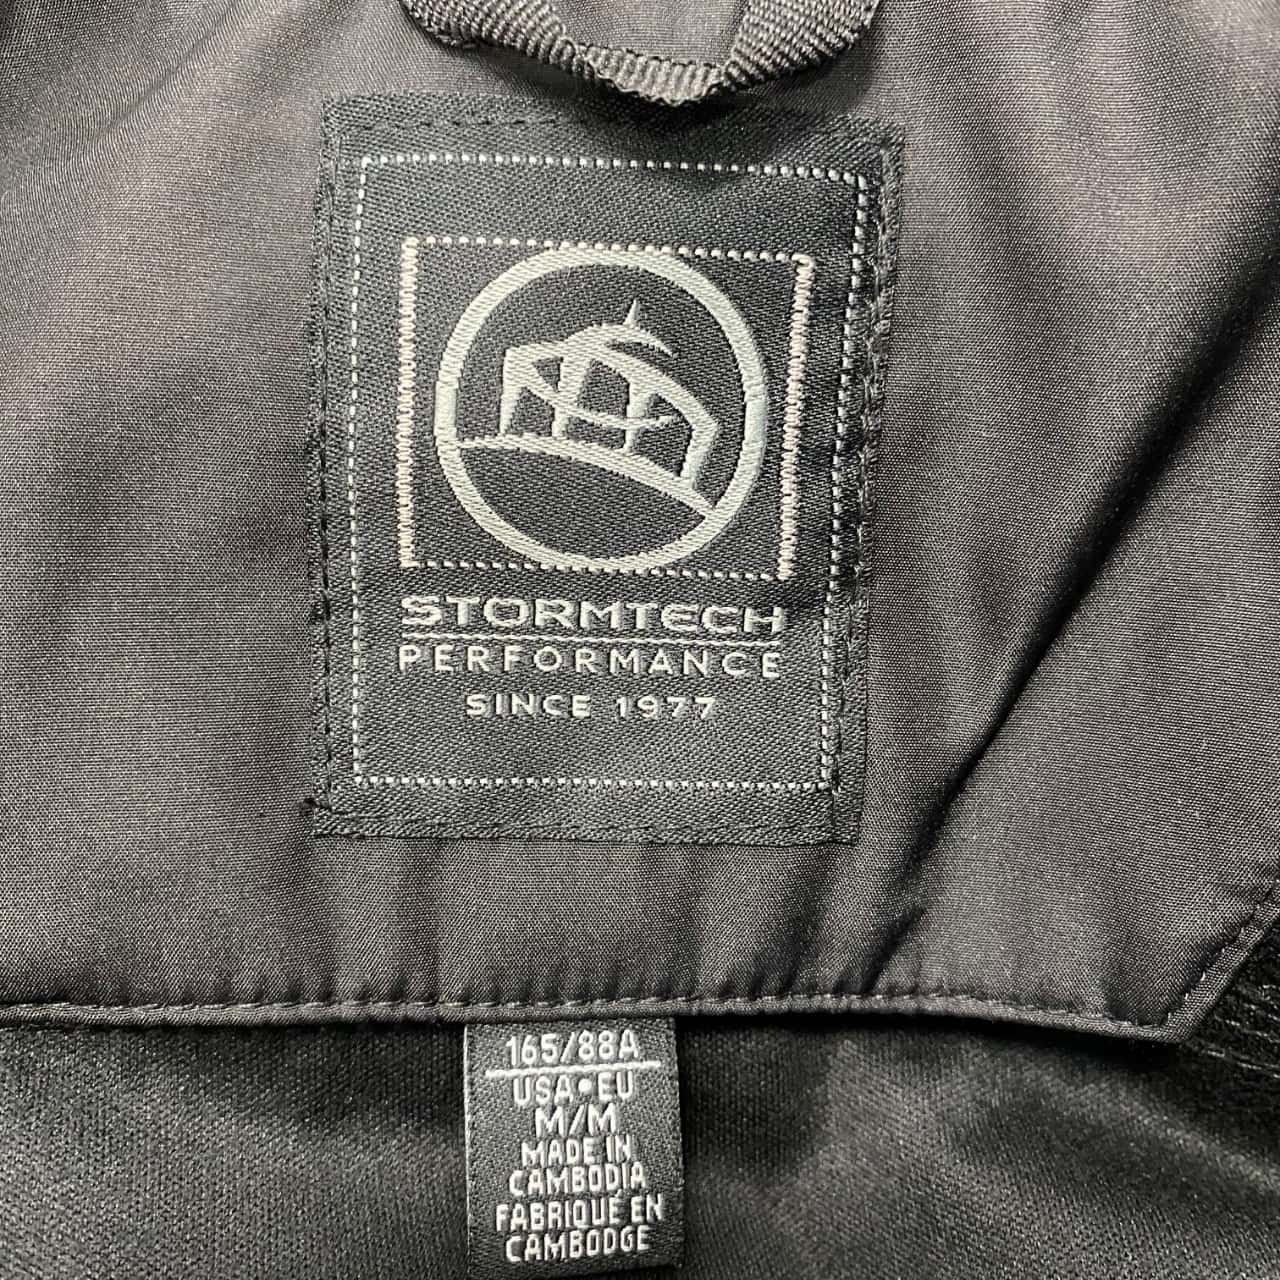 STORMTECH
PERFORMANCE
SINCE 1977
165/88A
USA•EU
M/M
MADE IN
CAMBODIA
FABRIQUÉ EN
CAMBODGE